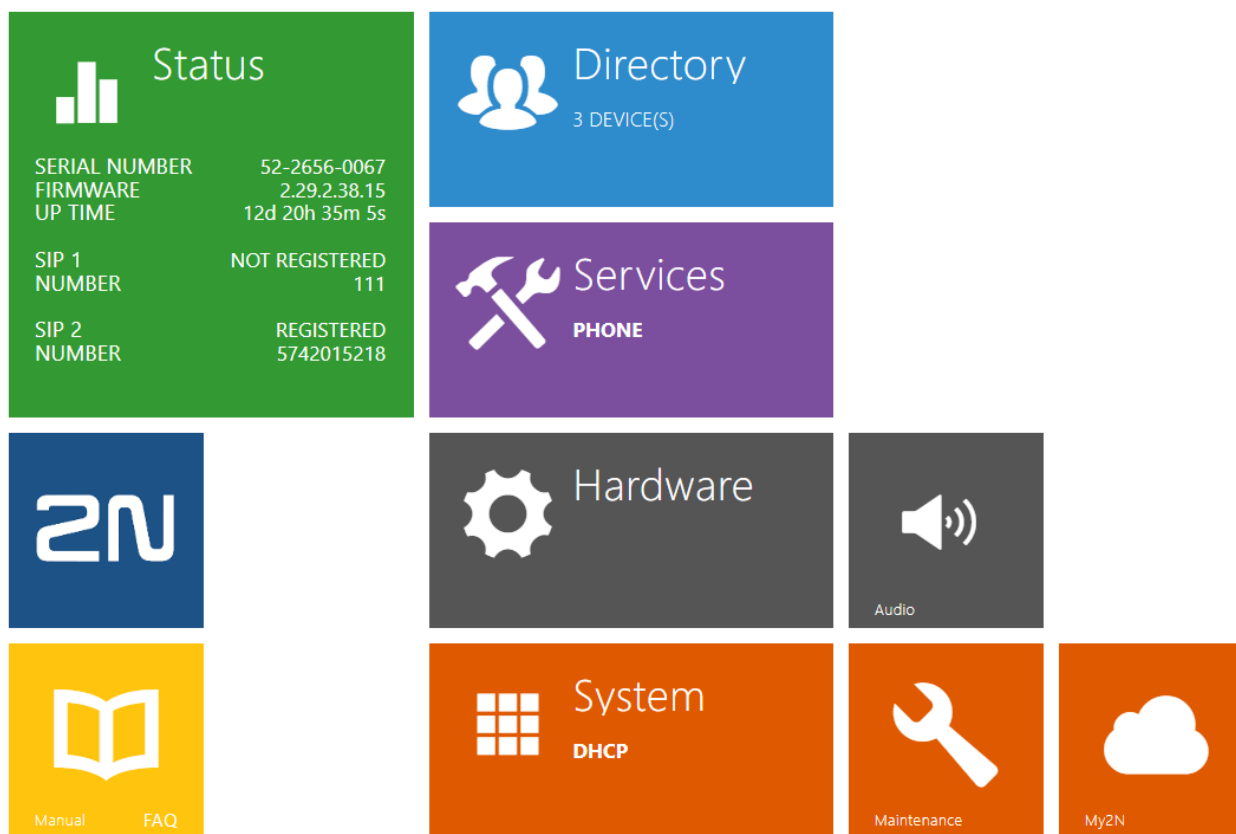 Status
SERIAL NUMBER 52-2656-0067
FIRMWARE 2.29.2.38.15
UP TIME 12d 20h 35m 5s
SIP 1 NOT REGISTERED
NUMBER 111
SIP 2 REGISTERED
NUMBER 5742015218
Directory
3 DEVICE(S)
Services
PHONE
2N
Hardware
Audio
Manual FAQ
System
DHCP
Maintenance
My2N